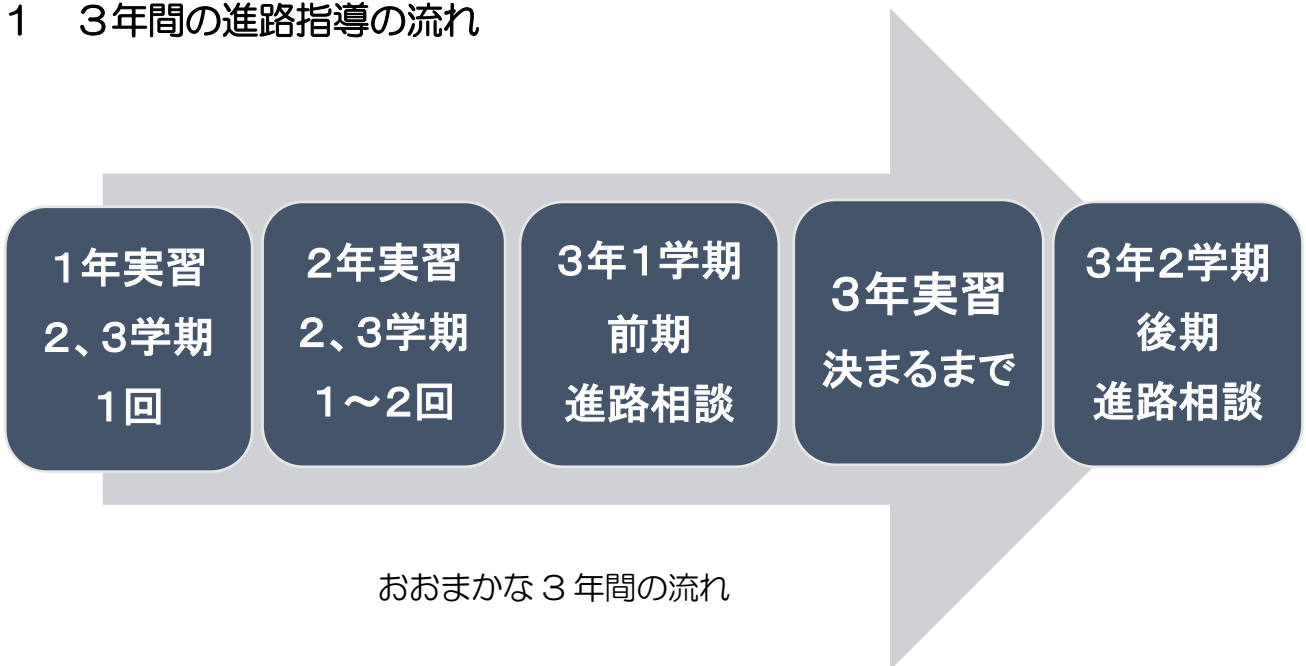 １　３年間の進路指導の流れ
１年実習
２、３学期
１回
２年実習
２、３学期
１～２回
３年１学期
前期
進路相談
３年実習
決まるまで
３年２学期
後期
進路相談
おおまかな３年間の流れ